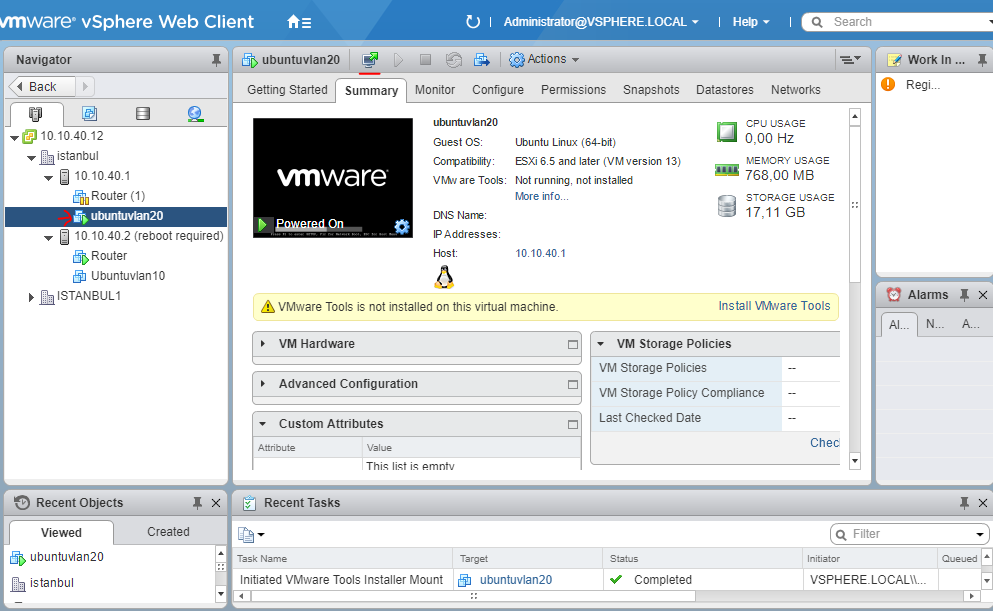 vmware® vSphere Web Client
Administrator@VSPHERE.LOCAL
Help
Search
Navigator
Back
10.10.40.12
istanbul
10.10.40.1
Router (1)
ubuntuvlan20
10.10.40.2 (reboot required)
Router
Ubuntuvlan10
ISTANBUL1
ubuntuvlan20
Actions
Getting Started Summary Monitor Configure Permissions Snapshots Datastores Networks
vmware®
Powered On
ubuntuvlan20
Guest OS: Ubuntu Linux (64-bit)
Compatibility: ESXi 6.5 and later (VM version 13)
VMware Tools: Not running, not installed
More info...
DNS Name:
IP Addresses:
Host: 10.10.40.1
CPU USAGE
0,00 Hz
MEMORY USAGE
768,00 MB
STORAGE USAGE
17,11 GB
VMware Tools is not installed on this virtual machine. Install VMware Tools
VM Hardware
Advanced Configuration
Custom Attributes
Attribute Value
This list is empty
VM Storage Policies
VM Storage Policies --
VM Storage Policy Compliance --
Last Checked Date --
Chec
Work In ...
Regi...
Alarms
Al... N... A...
Recent Objects
Viewed Created
ubuntuvlan20
istanbul
Recent Tasks
Filter
Task Name Target Status Initiator Queued
Initiated VMware Tools Installer Mount ubuntuvlan20 Completed VSPHERE.LOCAL\\...